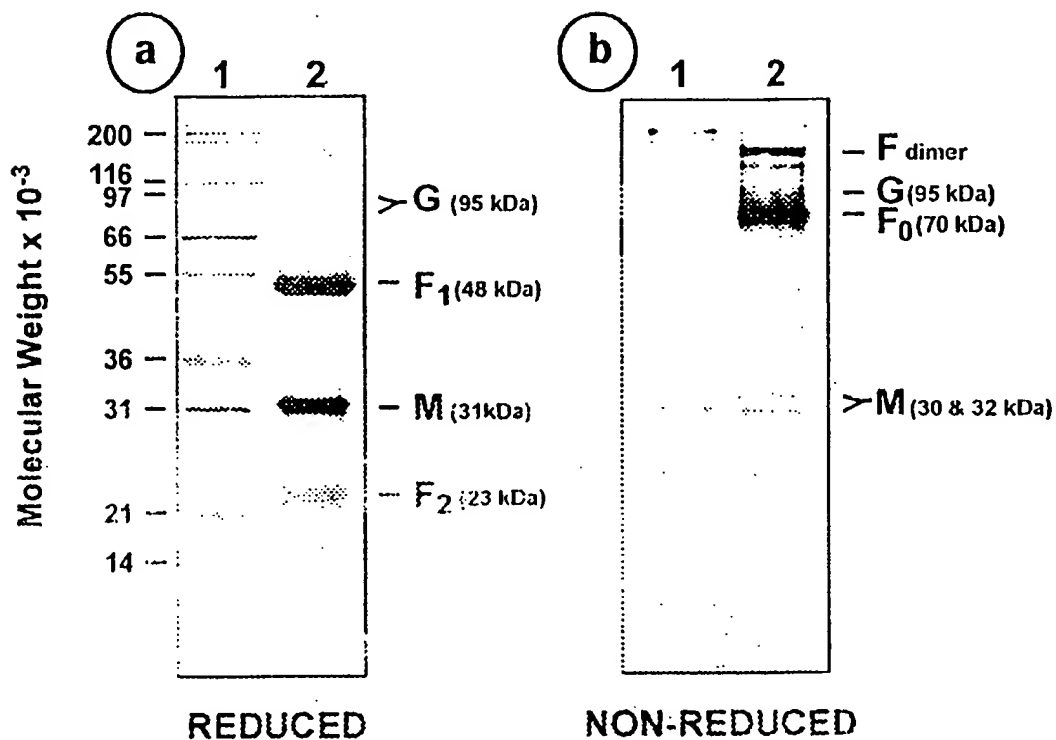 a
1 2
Molecular Weight x 10-3
200
116
97
66
55
36
31
21
14
G (95 kDa)
F1 (48 kDa)
M (31kDa)
F2 (23 kDa)
REDUCED
b
1 2
F dimer
G (95 kDa)
F0 (70 kDa)
M (30 & 32 kDa)
NON-REDUCED